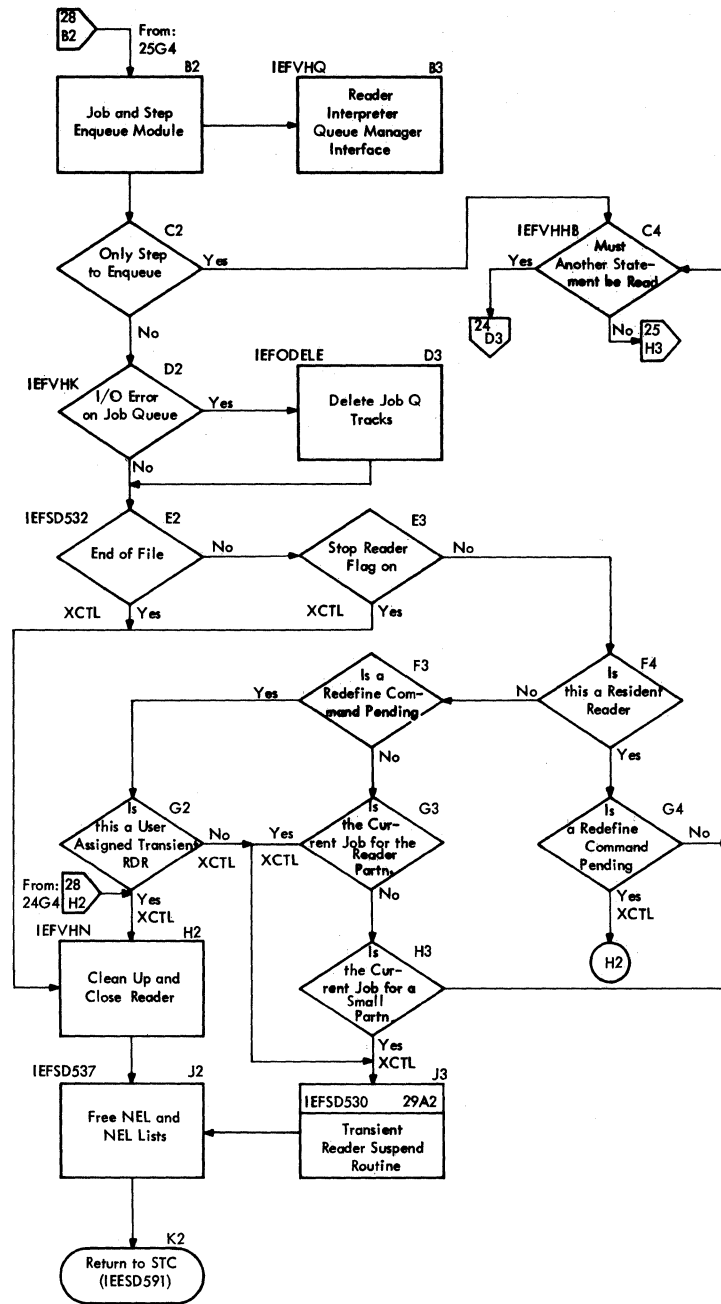 28
B2
From:
25G4
B2
Job and Step
Enqueue Module
IEFVHQ
B3
Reader
Interpreter
Queue Manager
Interface
C2
Only Step
to Enqueue
Yes
No
IEFVHHB
C4
Must
Another State-
ment be Read
Yes
24
D3
No
25
H3
IEFVHK
D2
I/O Error
on Job Queue
Yes
No
IEFODELE
D3
Delete Job Q
Tracks
IEFSD532
E2
End of File
No
XCTL
Yes
E3
Stop Reader
Flag on
No
XCTL
Yes
F3
Is a
Redefine Com-
mand Pending
Yes
No
F4
Is
this a Resident
Reader
No
Yes
G2
Is
this a User
Assigned Transient
RDR
No
XCTL
Yes
XCTL
G3
Is
the Cur-
rent Job for the
Reader
Partn.
Yes
XCTL
No
G4
Is
a Redefine
Command
Pending
No
Yes
XCTL
H2
From:
24G4
28
H2
IEFVHN
H2
Clean Up and
Close Reader
H3
Is
the Cur-
rent Job for a
Small
Partn.
Yes
XCTL
IEFSD537
J2
Free NEL and
NEL Lists
J3
IEFSD530
29A2
Transient
Reader Suspend
Routine
K2
Return to STC
(IEESD591)